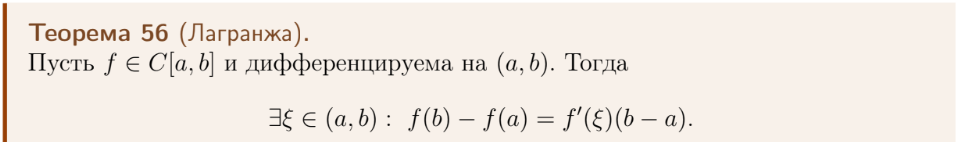 Теорема 56 (Лагранжа).
Пусть f ∈ C[a, b] и дифференцируема на (a, b). Тогда
∃ξ ∈ (a, b) : f(b) − f(a) = f′(ξ)(b − a).